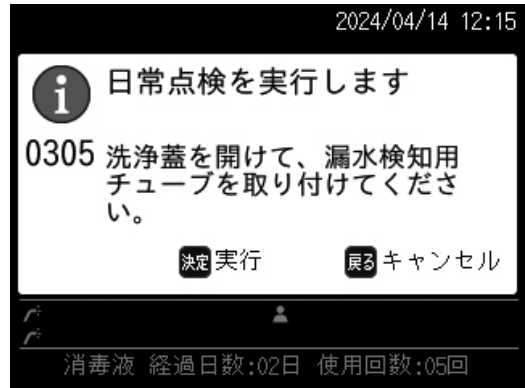 2024/04/14 12:15
日常点検を実行します
0305 洗浄蓋を開けて、漏水検知用
チューブを取り付けてくださ
い。
決定 実行 戻る キャンセル
消毒液 経過日数:02日 使用回数:05回